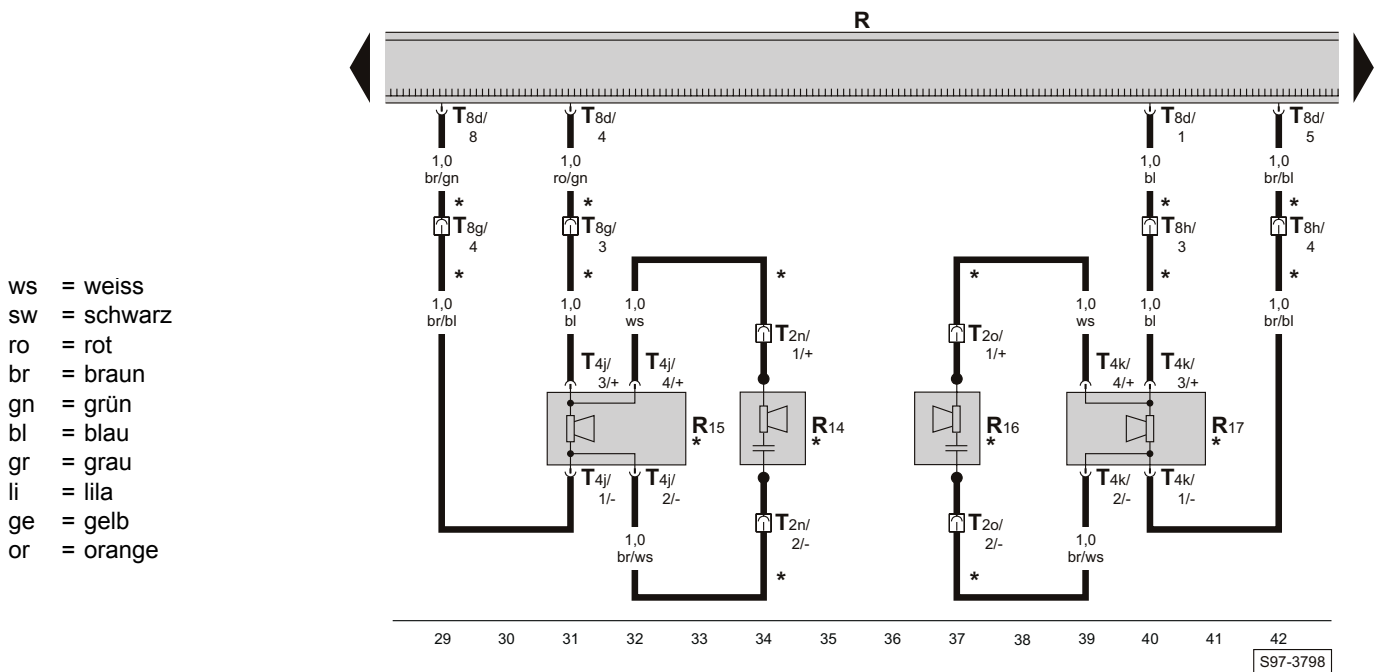 R
T8d/ T8d/ T8d/ T8d/
8 4 1 5
1,0 1,0 1,0 1,0
br/gn ro/gn bl br/bl
* * * *
T8g/ T8g/ T8h/ T8h/
4 3 3 4
* * * * * *
1,0 1,0 1,0 1,0 1,0 1,0
br/bl bl ws ws bl br/bl
T2n/ T2o/
1/+ 1/+
T4j/ T4j/ T4k/ T4k/
3/+ 4/+ 4/+ 3/+
R15 R14 R16 R17
* * * *
T4j/ T4j/ T4k/ T4k/
1/- 2/- 2/- 1/-
T2n/ T2o/
2/- 2/-
1,0 1,0
br/ws br/ws
* *
29 30 31 32 33 34 35 36 37 38 39 40 41 42
S97-3798
ws = weiss
sw = schwarz
ro = rot
br = braun
gn = grün
bl = blau
gr = grau
li = lila
ge = gelb
or = orange